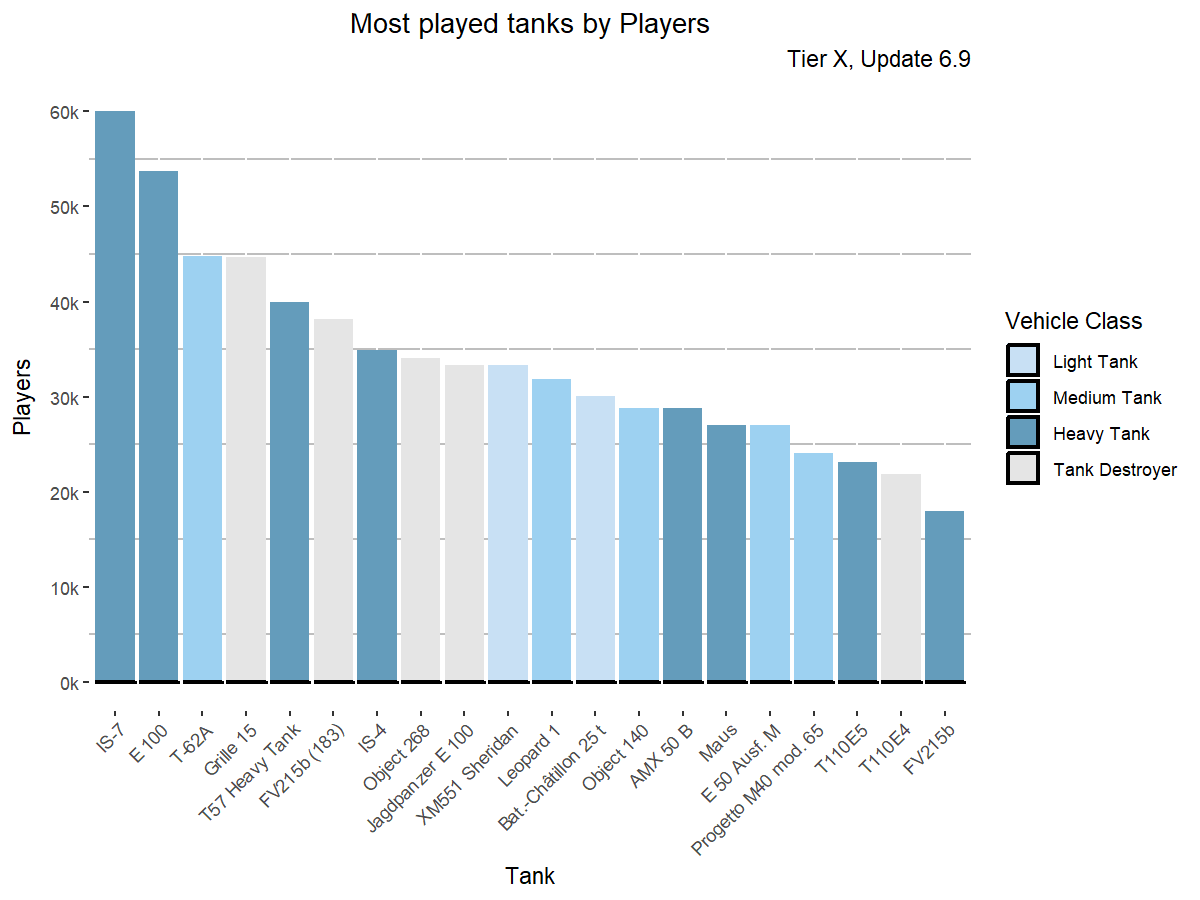 Most played tanks by Players
Tier X, Update 6.9
Players
60k
50k
40k
30k
20k
10k
0k
IS-7
E 100
T-62A
Grille 15
T57 Heavy Tank
FV215b (183)
IS-4
Object 268
Jagdpanzer E 100
XM551 Sheridan
Leopard 1
Bat.-Châtillon 25 t
Object 140
AMX 50 B
Maus
E 50 Ausf. M
Progetto M40 mod. 65
T110E5
T110E4
FV215b
Tank
Vehicle Class
Light Tank
Medium Tank
Heavy Tank
Tank Destroyer